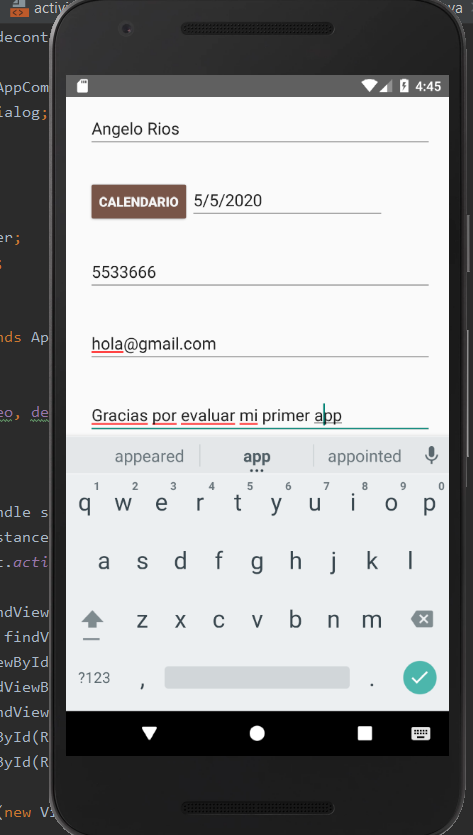 activi
va
decont
AppCom
ialog;
er;
;
nds Ap
eo, de
ndle s
stance
t.acti
ndView
findV
ewById
dViewB
ndView
ById(R
ById(R
(new Vi
4:45
Angelo Rios
CALENDARIO 5/5/2020
5533666
hola@gmail.com
Gracias por evaluar mi primer app
appeared app appointed
1 2 3 4 5 6 7 8 9 0
q w e r t y u i o p
a s d f g h j k l
z x c v b n m
?123 , .